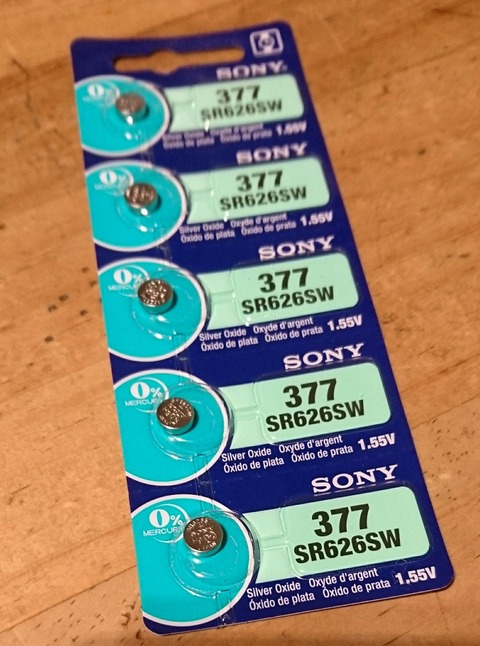 SONY
0%
377
SR626SW
Silver Oxide Oxyde d'argent
Óxido de plata Óxido de prata 1.55V
SONY
0%
377
SR626SW
Silver Oxide Oxyde d'argent
Óxido de plata Óxido de prata 1.55V
SONY
0%
MERCURY
377
SR626SW
Silver Oxide Oxyde d'argent
Óxido de plata Óxido de prata 1.55V
SONY
0%
MERCURY
377
SR626SW
Silver Oxide Oxyde d'argent
Óxido de plata Óxido de prata 1.55V
SONY
0%
MERCURY
377
SR626SW
Silver Oxide Oxyde d'argent
Óxido de plata Óxido de prata 1.55V